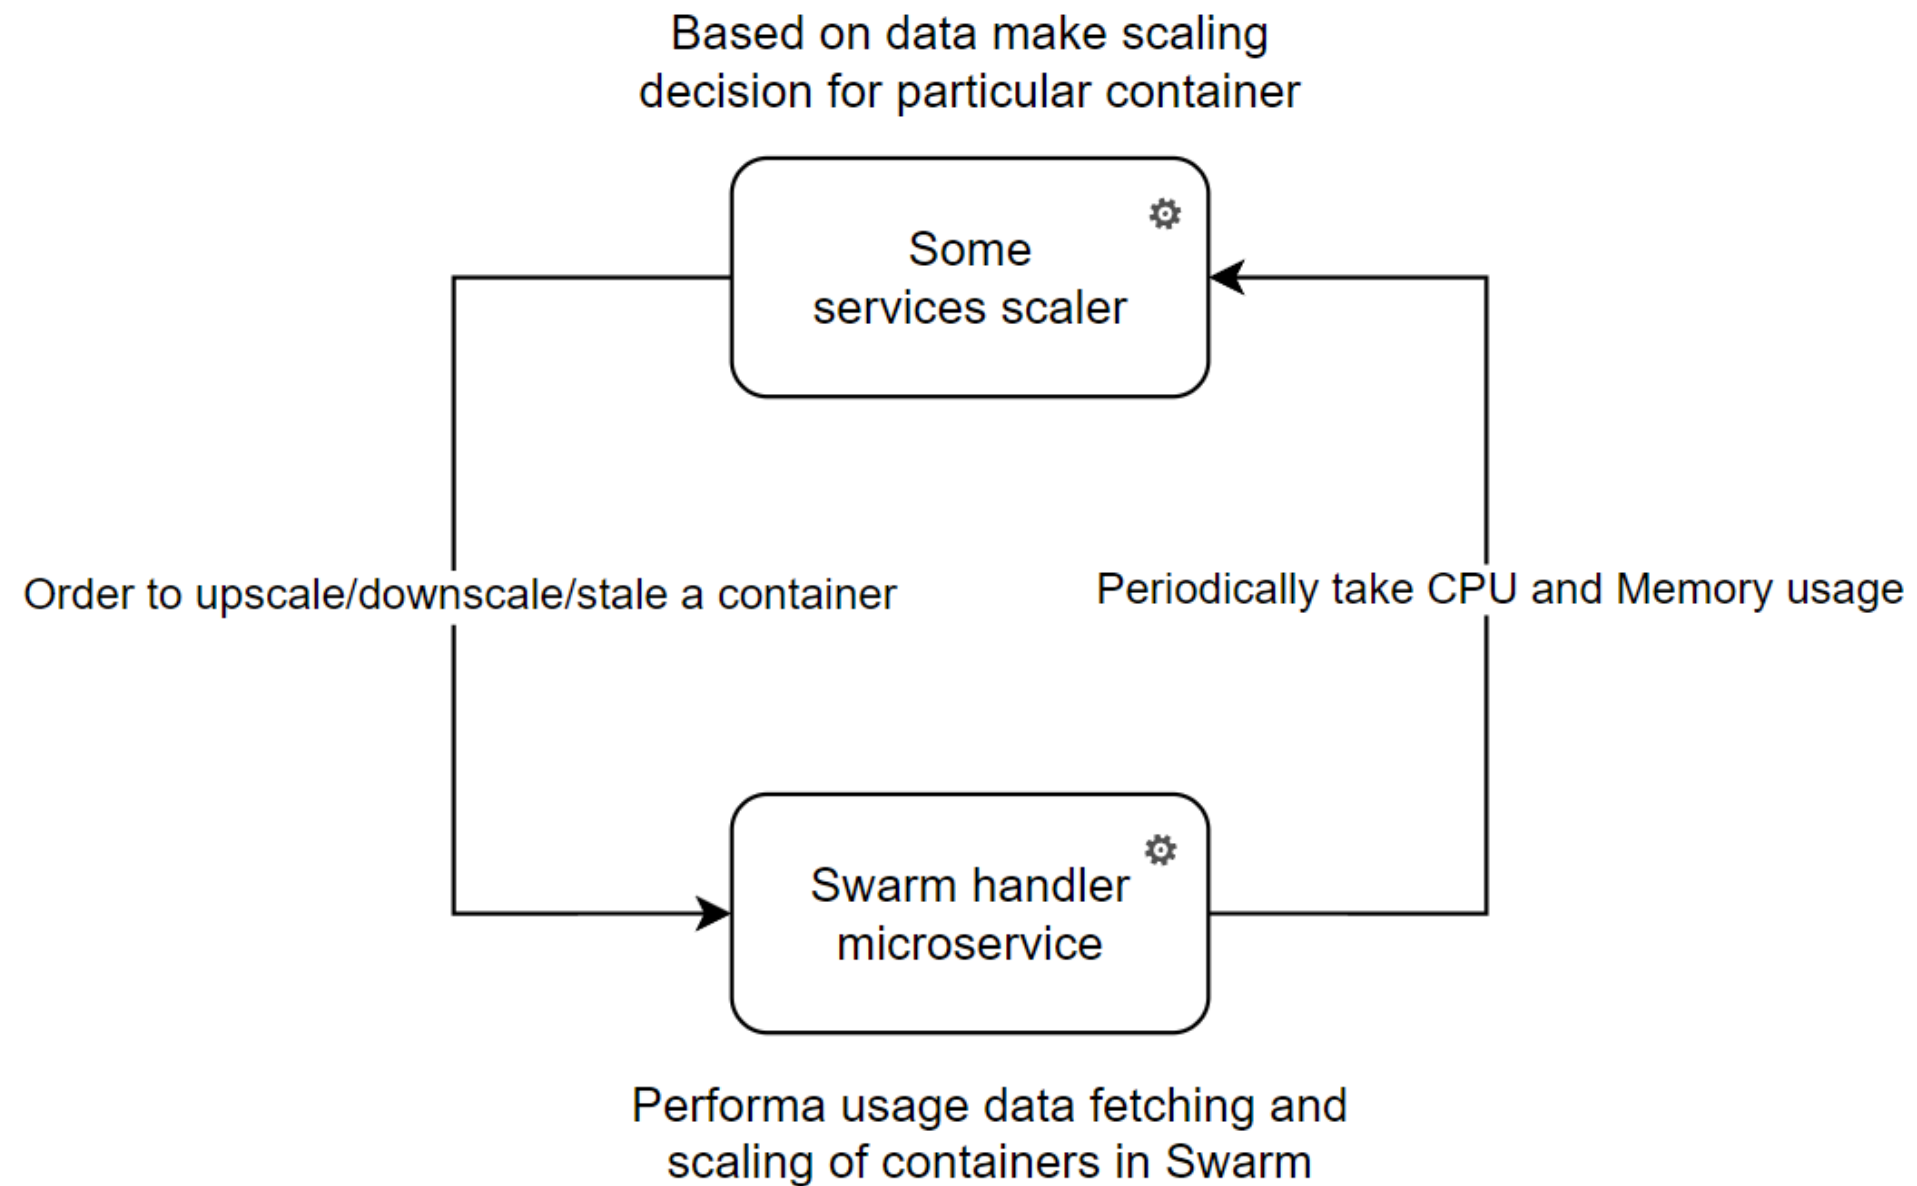 Based on data make scaling
decision for particular container
Some
services scaler
Order to upscale/downscale/stale a container
Periodically take CPU and Memory usage
Swarm handler
microservice
Performa usage data fetching and
scaling of containers in Swarm